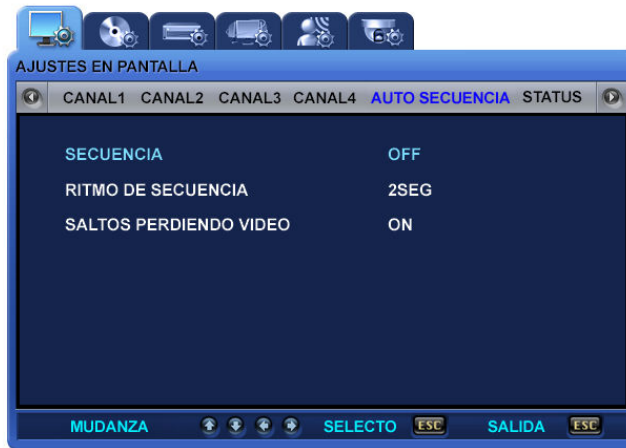 AJUSTES EN PANTALLA
CANAL1 CANAL2 CANAL3 CANAL4 AUTO SECUENCIA STATUS
SECUENCIA OFF
RITMO DE SECUENCIA 2SEG
SALTOS PERDIENDO VIDEO ON
MUDANZA SELECTO ESC SALIDA ESC